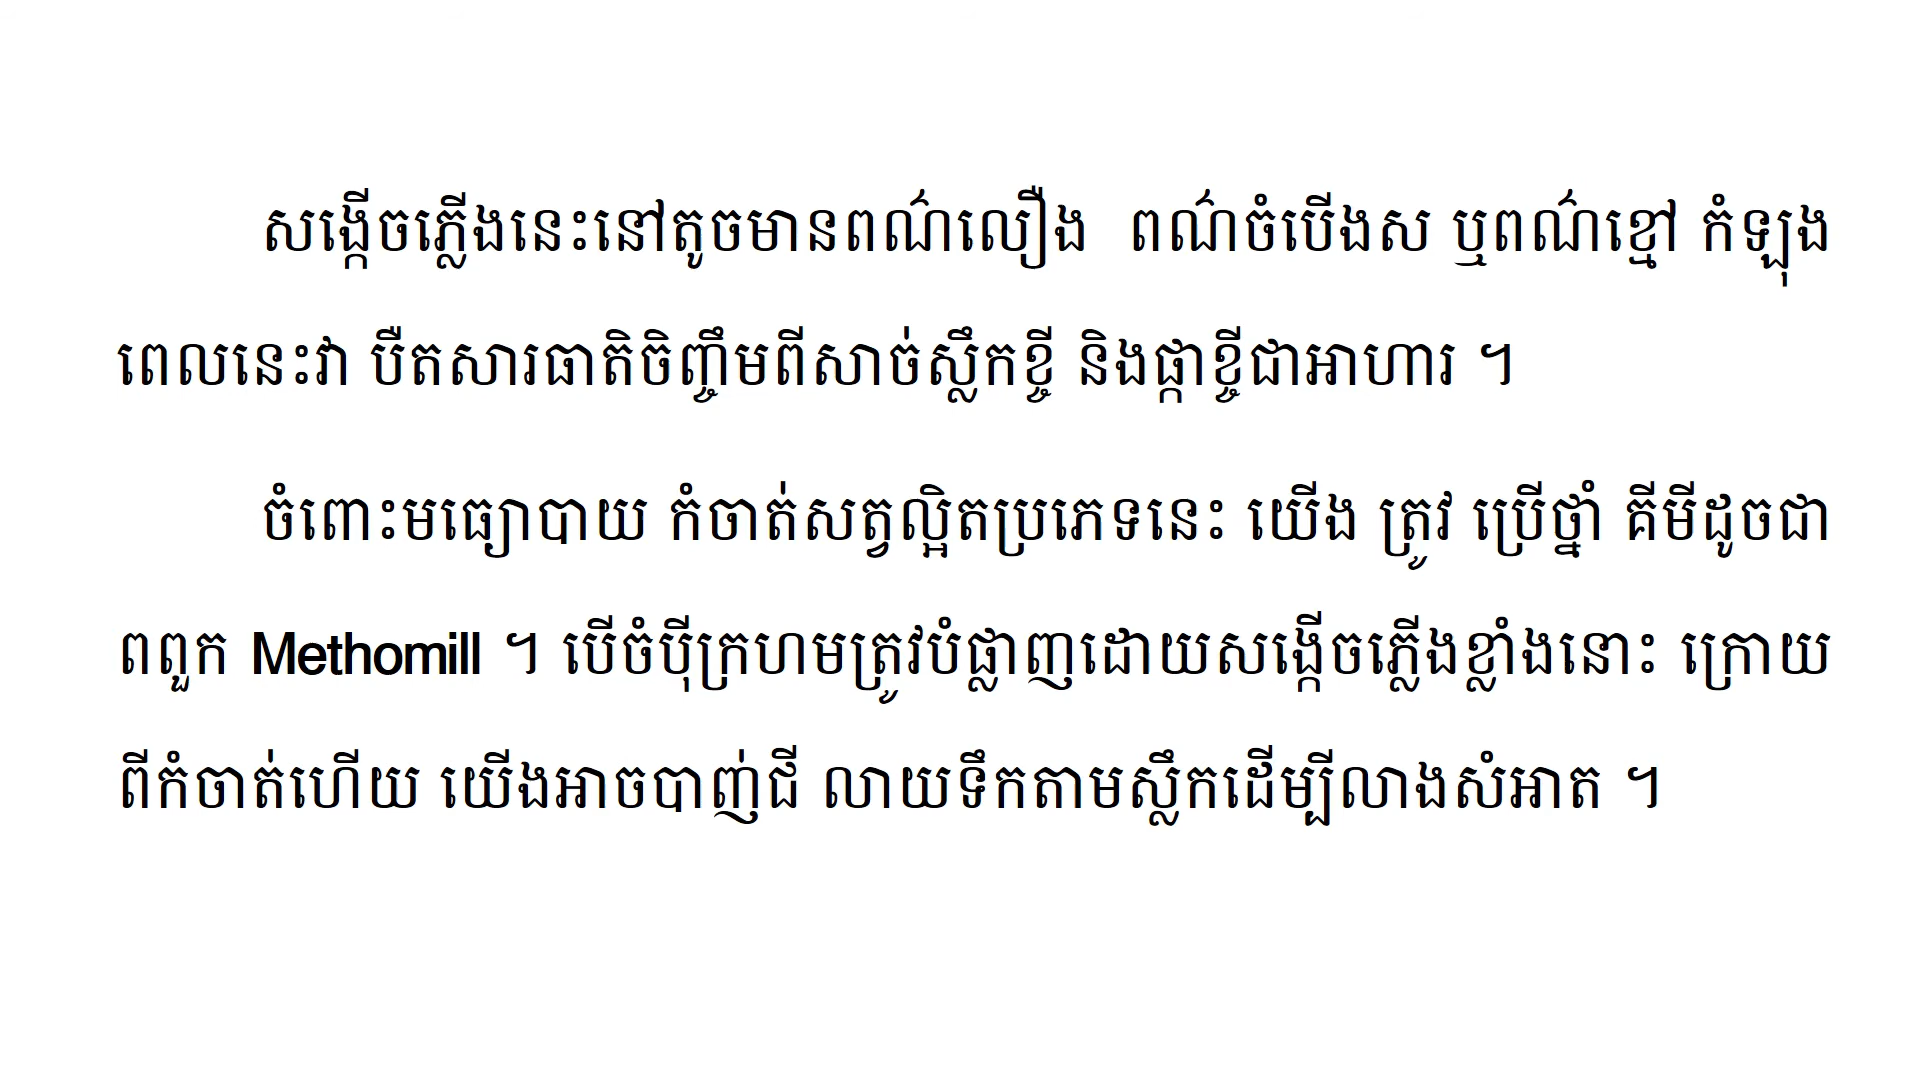 សង្កើចភ្លើងនេះនៅតូចមានពណ៌លឿង ពណ៌ចំបើងស ឬពណ៌ខ្មៅ កំឡុង
ពេលនេះវា បឺតសារធាតិចិញ្ចឹមពីសាច់ស្លឹកខ្ចី និងផ្កាខ្ចីជាអាហារ ។
ចំពោះមធ្យោបាយ កំចាត់សត្វល្អិតប្រភេទនេះ យើង ត្រូវ ប្រើថ្នាំ គីមីដូចជា
ពពួក Methomill ។ បើចំប៉ីក្រហមត្រូវបំផ្លាញដោយសង្កើចភ្លើងខ្លាំងនោះ ក្រោយ
ពីកំចាត់ហើយ យើងអាចបាញ់ជី លាយទឹកតាមស្លឹកដើម្បីលាងសំអាត ។